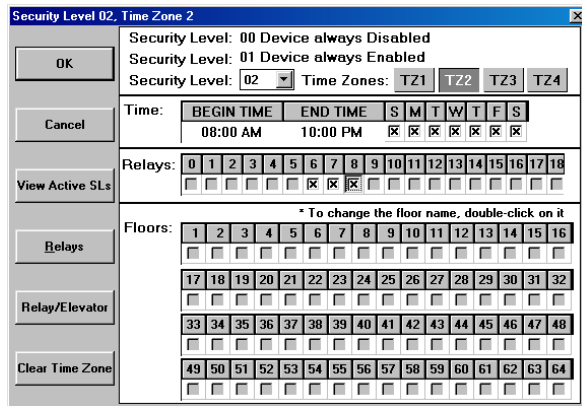 Security Level 02, Time Zone 2
OK
Cancel
View Active SLs
Relays
Relay/Elevator
Clear Time Zone
Security Level: 00 Device always Disabled
Security Level: 01 Device always Enabled
Security Level: 02 Time Zones: TZ1 TZ2 TZ3 TZ4
Time: BEGIN TIME END TIME S M T W T F S
08:00 AM 10:00 PM
Relays: 0 1 2 3 4 5 6 7 8 9 10 11 12 13 14 15 16 17 18
* To change the floor name, double-click on it
Floors: 1 2 3 4 5 6 7 8 9 10 11 12 13 14 15 16
17 18 19 20 21 22 23 24 25 26 27 28 29 30 31 32
33 34 35 36 37 38 39 40 41 42 43 44 45 46 47 48
49 50 51 52 53 54 55 56 57 58 59 60 61 62 63 64